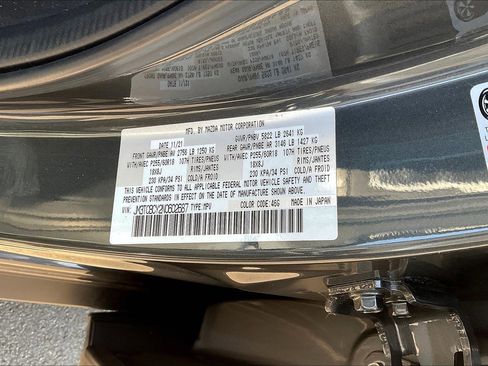 MFD. BY MAZDA MOTOR CORPORATION
DATE 11/21 GVWR/PNBV 5822 LB 2641 KG
FRONT GAWR/PNBE AV 2756 LB 1250 KG REAR GAWR/PNBE AR 3146 LB 1427 KG
WITH/AVEC P255/60R18 107H TIRES/PNEUS WITH/AVEC P255/60R18 107H TIRES/PNEUS
18X8J RIMS/JANTES 18X8J RIMS/JANTES
230 KPA/34 PSI COLD/A FROID 230 KPA/34 PSI COLD/A FROID
THIS VEHICLE CONFORMS TO ALL APPLICABLE FEDERAL MOTOR VEHICLE SAFETY, BUMPER, AND THEFT
PREVENTION STANDARDS IN EFFECT ON THE DATE OF MANUFACTURE SHOWN ABOVE.
VIN: TYPE:MPV COLOR CODE:46G MADE IN JAPAN